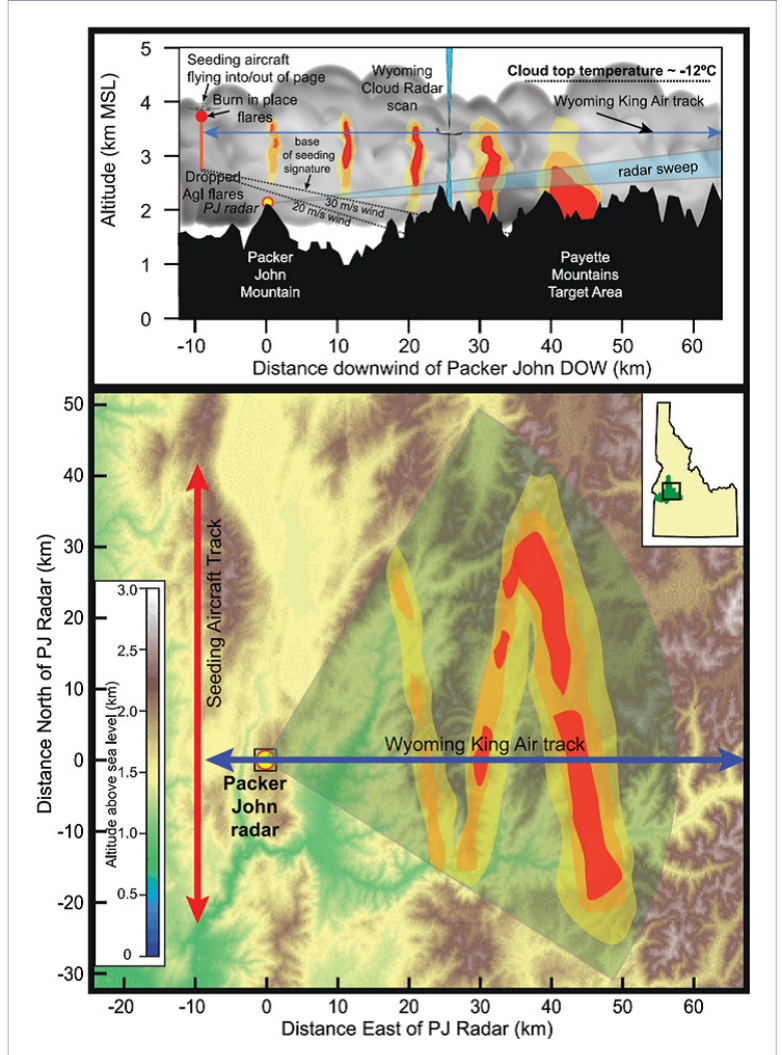 Seeding aircraft
flying into/out of page
Burn in place
flares
Wyoming
Cloud Radar
scan
Cloud top temperature ~ -12ºC
Wyoming King Air track
base
of seeding
signature
Dropped
AgI flares
PJ radar
30 m/s wind
20 m/s wind
radar sweep
Packer
John
Mountain
Payette
Mountains
Target Area
Altitude (km MSL)
5
4
3
2
1
0
-10 0 10 20 30 40 50 60
Distance downwind of Packer John DOW (km)
50
40
30
20
10
0
-10
-20
-30
Distance North of PJ Radar (km)
Seeding Aircraft Track
3.0
2.5
2.0
1.5
1.0
0.5
0
Altitude above sea level (km)
Wyoming King Air track
Packer
John
radar
-20 -10 0 10 20 30 40 50 60
Distance East of PJ Radar (km)